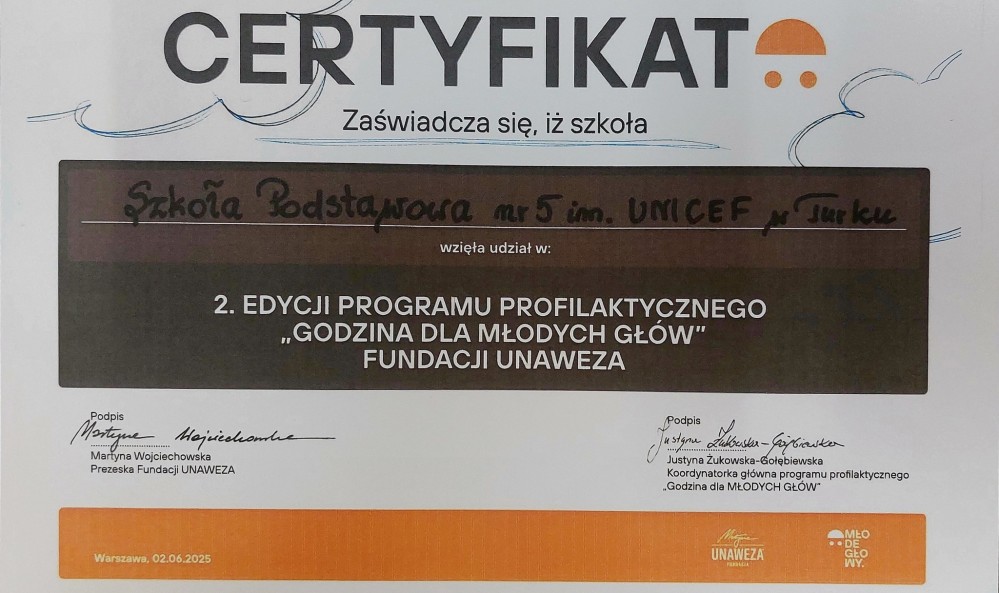 CERTYFIKAT
Zaświadcza się, iż szkoła
Szkoła Podstawowa nr 5 im. UNICEF w Turku
wzięła udział w:
2. EDYCJI PROGRAMU PROFILAKTYCZNEGO
„GODZINA DLA MŁODYCH GŁÓW”
FUNDACJI UNAWEZA
Podpis
Martyna Wojciechowska
Martyna Wojciechowska
Prezeska Fundacji UNAWEZA
Podpis
Justyna Żukowska-Gołębiewska
Justyna Żukowska-Gołębiewska
Koordynatorka główna programu profilaktycznego
„Godzina dla MŁODYCH GŁÓW”
Warszawa, 02.06.2025
Martyna
UNAWEZA
FUNDACJA
MŁO
DE
GŁO
WY.